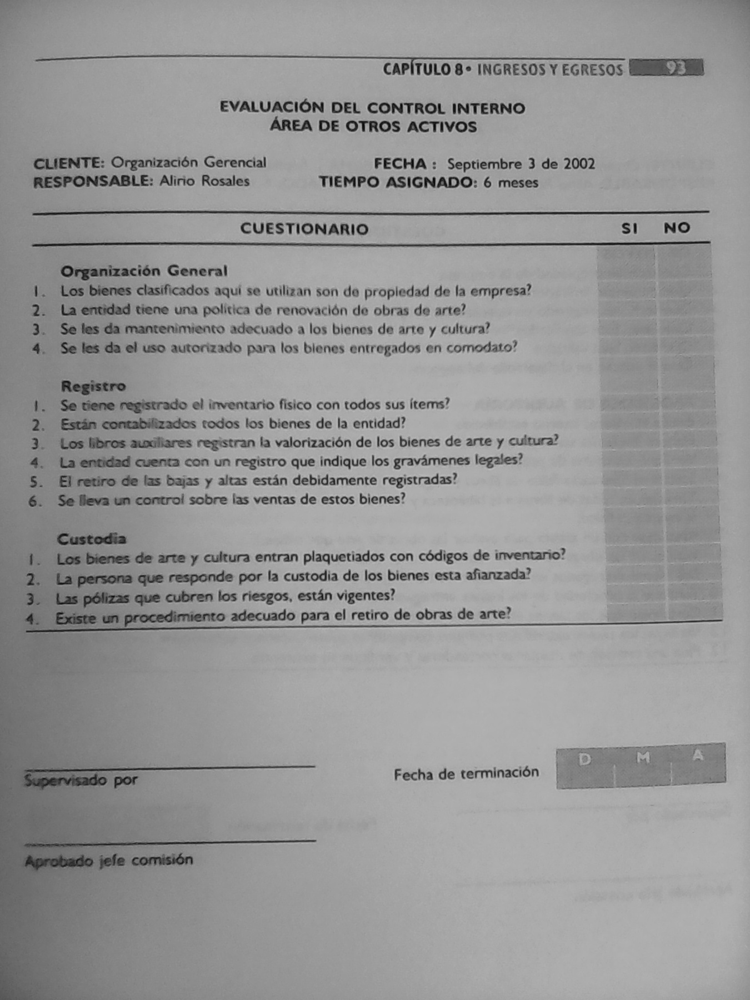 CAPÍTULO 8• INGRESOS Y EGRESOS 93
EVALUACIÓN DEL CONTROL INTERNO
ÁREA DE OTROS ACTIVOS
CLIENTE: Organización Gerencial FECHA : Septiembre 3 de 2002
RESPONSABLE: Alirio Rosales TIEMPO ASIGNADO: 6 meses
CUESTIONARIO SI NO
Organización General
1. Los bienes clasificados aquí se utilizan son de propiedad de la empresa?
2. La entidad tiene una política de renovación de obras de arte?
3. Se les da mantenimiento adecuado a los bienes de arte y cultura?
4. Se les da el uso autorizado para los bienes entregados en comodato?
Registro
1. Se tiene registrado el inventario físico con todos sus ítems?
2. Están contabilizados todos los bienes de la entidad?
3. Los libros auxiliares registran la valorización de los bienes de arte y cultura?
4. La entidad cuenta con un registro que indique los gravámenes legales?
5. El retiro de las bajas y altas están debidamente registradas?
6. Se lleva un control sobre las ventas de estos bienes?
Custodia
1. Los bienes de arte y cultura entran plaquetiados con códigos de inventario?
2. La persona que responde por la custodia de los bienes esta afianzada?
3. Las pólizas que cubren los riesgos, están vigentes?
4. Existe un procedimiento adecuado para el retiro de obras de arte?
D M A
Supervisado por Fecha de terminación
Aprobado jefe comisión